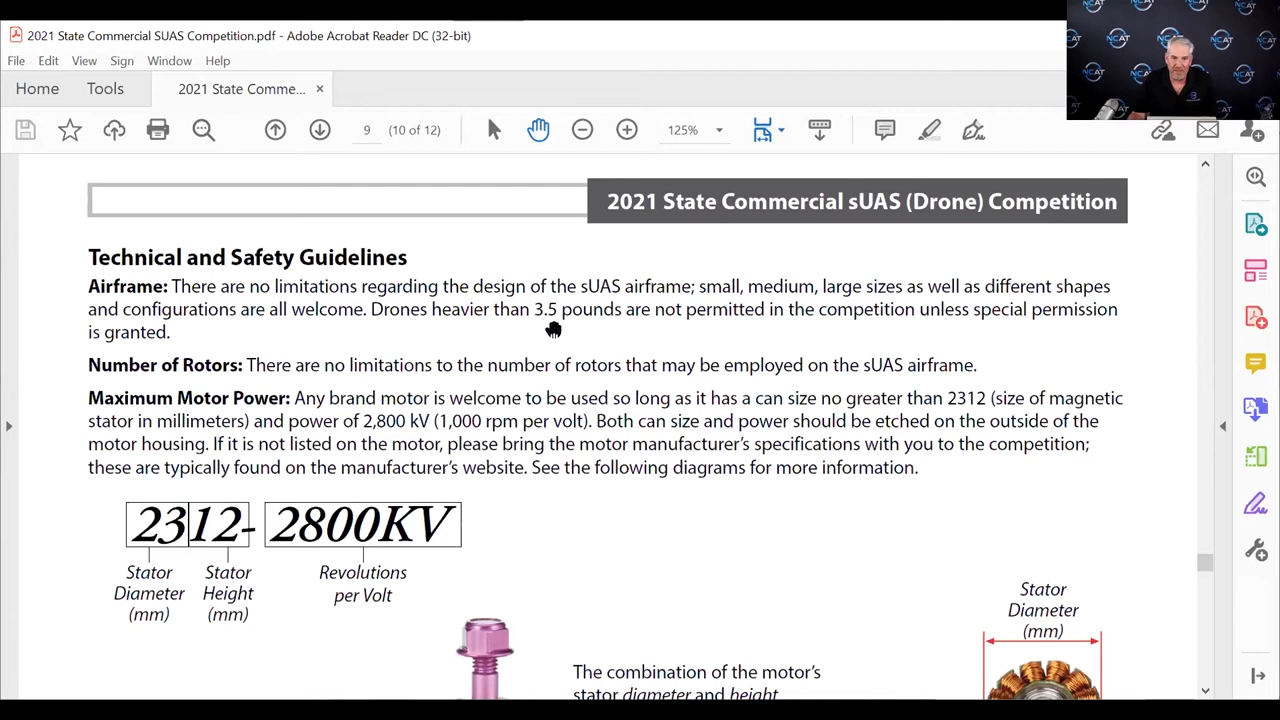 2021 State Commercial SUAS Competition.pdf - Adobe Acrobat Reader DC (32-bit)
File Edit View Sign Window Help
Home Tools 2021 State Comme... ×
9 (10 of 12) 125%
NCAT
NCAT
NCAT
2021 State Commercial sUAS (Drone) Competition
Technical and Safety Guidelines
Airframe: There are no limitations regarding the design of the sUAS airframe; small, medium, large sizes as well as different shapes
and configurations are all welcome. Drones heavier than 3.5 pounds are not permitted in the competition unless special permission
is granted.
Number of Rotors: There are no limitations to the number of rotors that may be employed on the sUAS airframe.
Maximum Motor Power: Any brand motor is welcome to be used so long as it has a can size no greater than 2312 (size of magnetic
stator in millimeters) and power of 2,800 kV (1,000 rpm per volt). Both can size and power should be etched on the outside of the
motor housing. If it is not listed on the motor, please bring the motor manufacturer's specifications with you to the competition;
these are typically found on the manufacturer's website. See the following diagrams for more information.
2312- 2800KV
Stator Diameter (mm)
Stator Height (mm)
Revolutions per Volt
Stator
Diameter
(mm)
The combination of the motor's
stator diameter and height